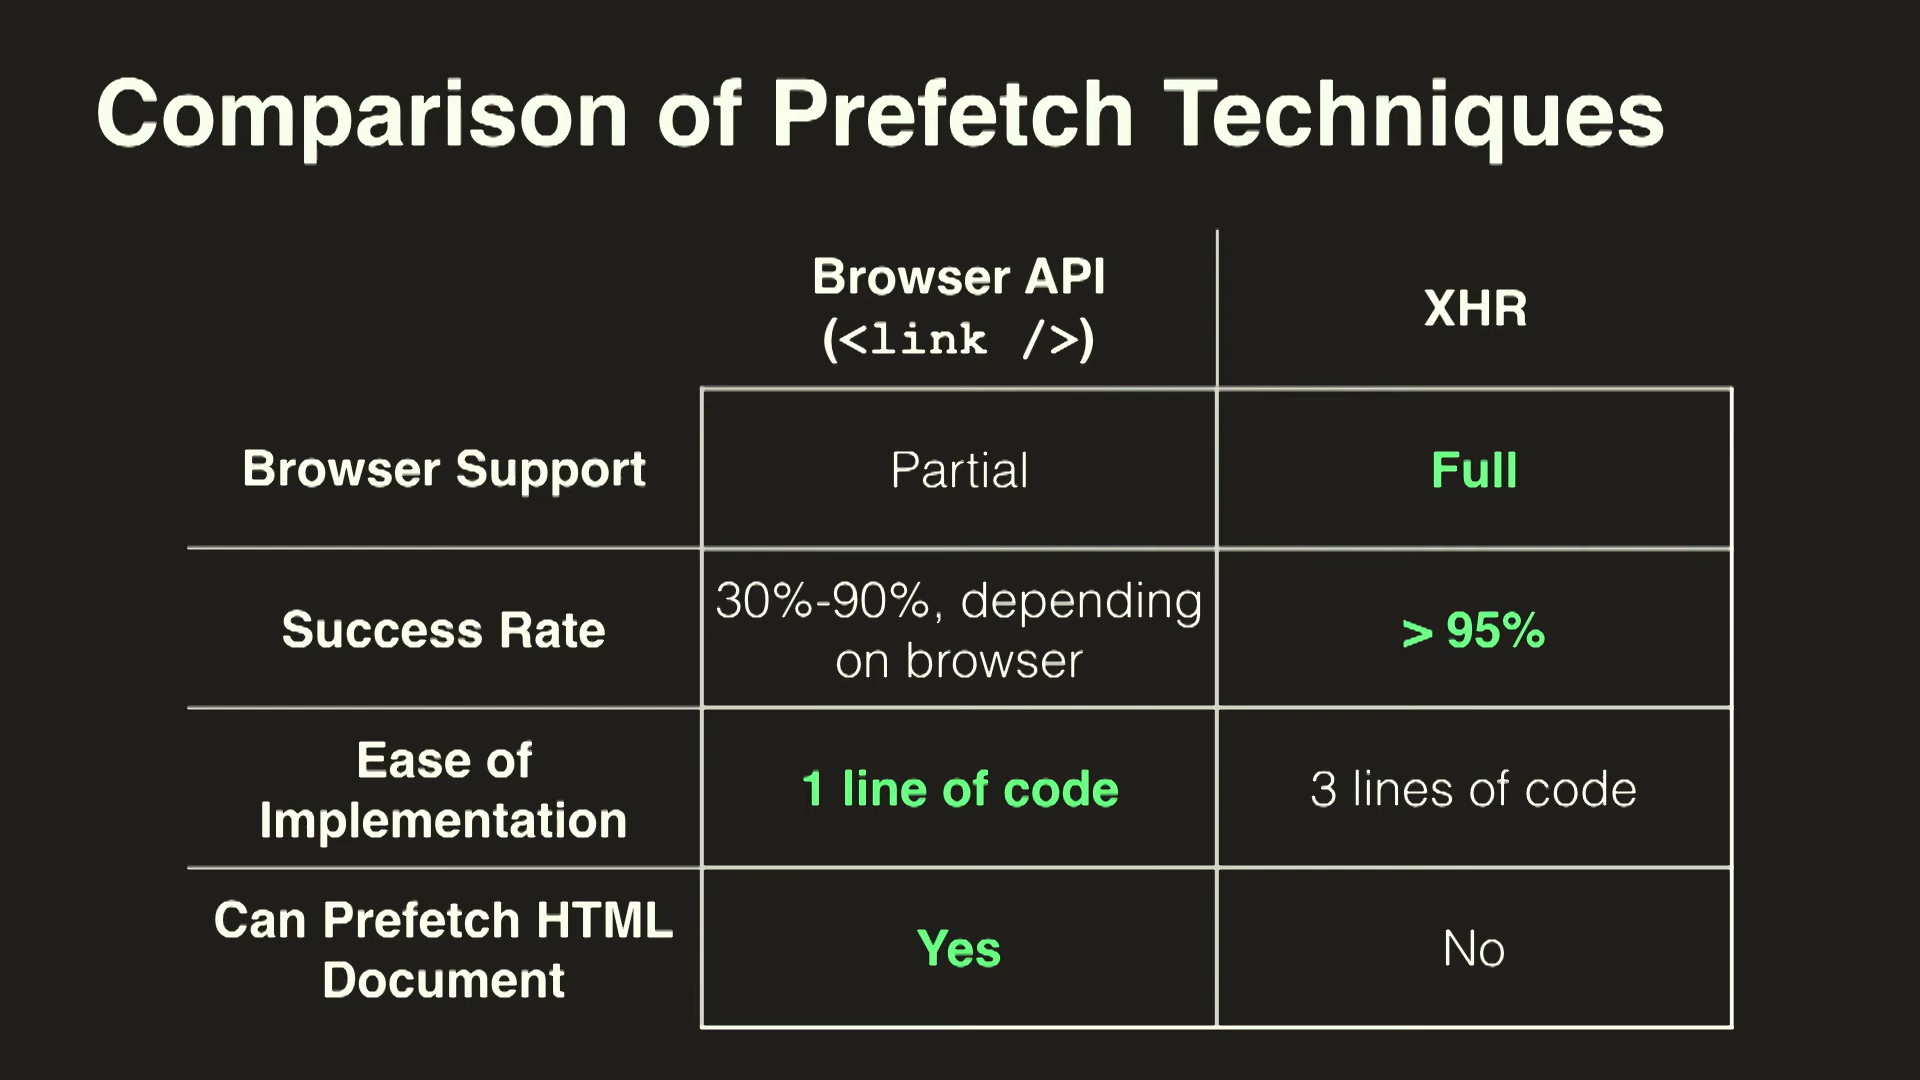 Comparison of Prefetch Techniques
Browser API
(<link />)
XHR
Browser Support
Partial
Full
Success Rate
30%-90%, depending
on browser
> 95%
Ease of
Implementation
1 line of code
3 lines of code
Can Prefetch HTML
Document
Yes
No